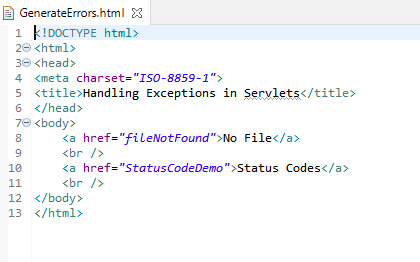 GenerateErrors.html
1 <!DOCTYPE html>
2 <html>
3 <head>
4 <meta charset="ISO-8859-1">
5 <title>Handling Exceptions in Servlets</title>
6 </head>
7 <body>
8 <a href="fileNotFound">No File</a>
9 <br />
10 <a href="StatusCodeDemo">Status Codes</a>
11 <br />
12 </body>
13 </html>